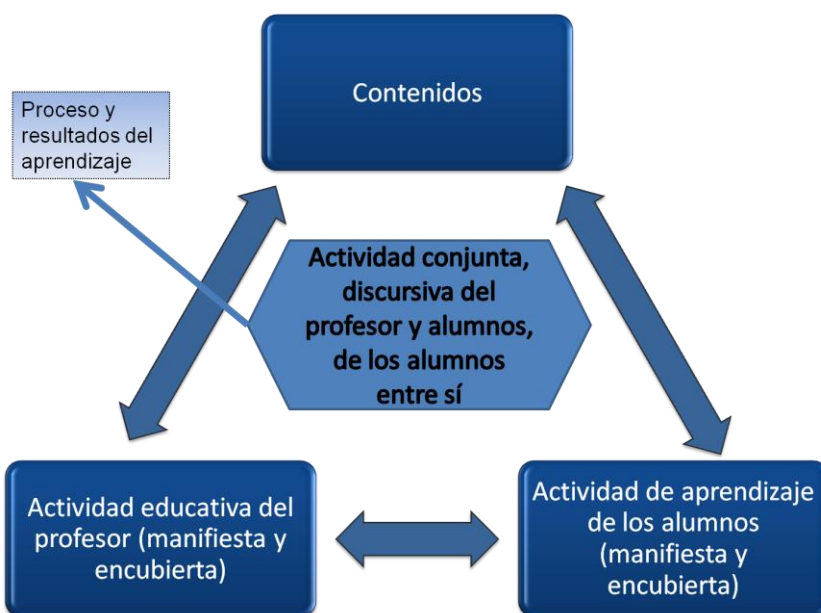 Contenidos
Proceso y
resultados del
aprendizaje
Actividad conjunta,
discursiva del
profesor y alumnos,
de los alumnos
entre sí
Actividad educativa del
profesor (manifiesta y
encubierta)
Actividad de aprendizaje
de los alumnos
(manifiesta y
encubierta)